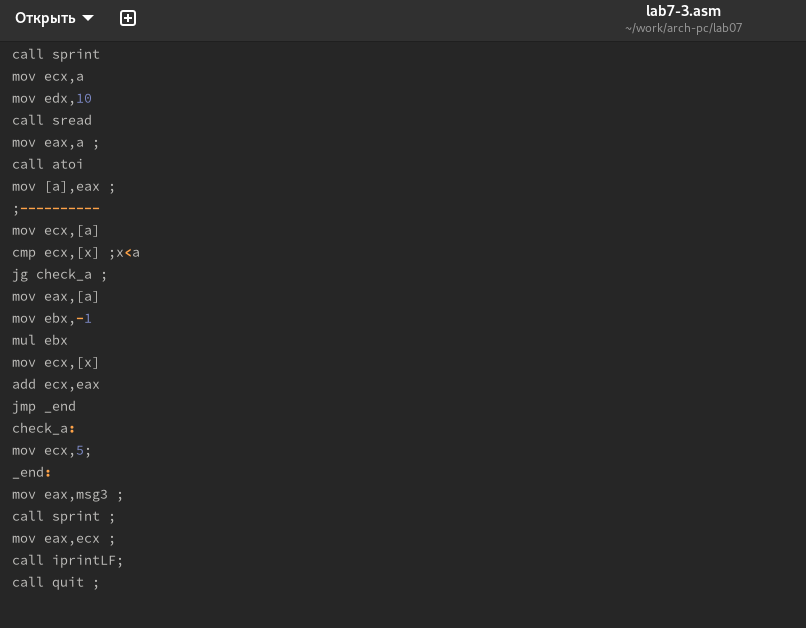 Открыть
lab7-3.asm
~/work/arch-pc/lab07
call sprint
mov ecx,a
mov edx,10
call sread
mov eax,a ;
call atoi
mov [a],eax ;
;----------
mov ecx,[a]
cmp ecx,[x] ;x<a
jg check_a ;
mov eax,[a]
mov ebx,-1
mul ebx
mov ecx,[x]
add ecx,eax
jmp _end
check_a:
mov ecx,5;
_end:
mov eax,msg3 ;
call sprint ;
mov eax,ecx ;
call iprintLF;
call quit ;